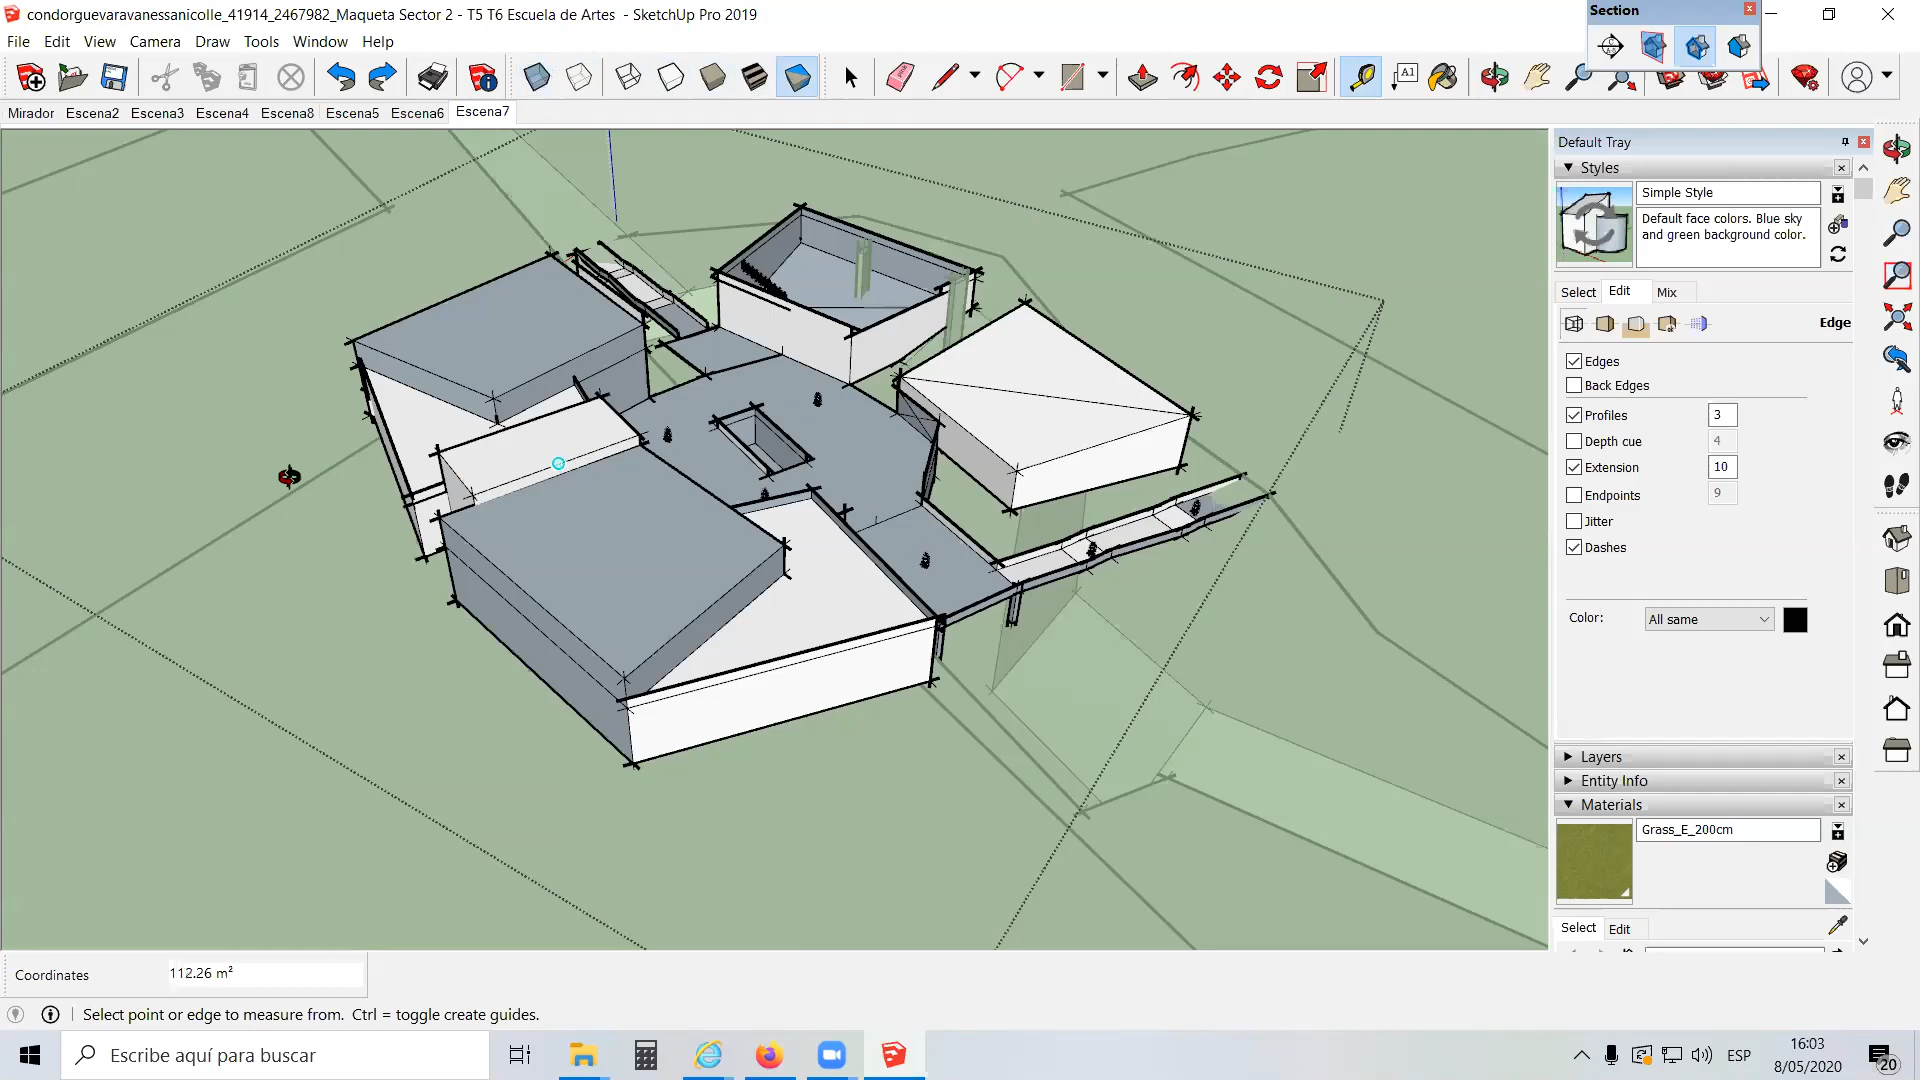 condorguevaravanessanicolle_41914_2467982_Maqueta Sector 2 - T5 T6 Escuela de Artes - SketchUp Pro 2019
Section
File Edit View Camera Draw Tools Window Help
A1
Mirador Escena2 Escena3 Escena4 Escena8 Escena5 Escena6 Escena7
Default Tray
Styles
Simple Style
Default face colors. Blue sky
and green background color.
Select Edit Mix
Edge
Edges
Back Edges
Profiles 3
Depth cue 4
Extension 10
Endpoints 9
Jitter
Dashes
Color: All same
Layers
Entity Info
Materials
Grass_E_200cm
Select Edit
Coordinates 112.26 m²
Select point or edge to measure from. Ctrl = toggle create guides.
Escribe aquí para buscar
ESP
16:03
8/05/2020
20